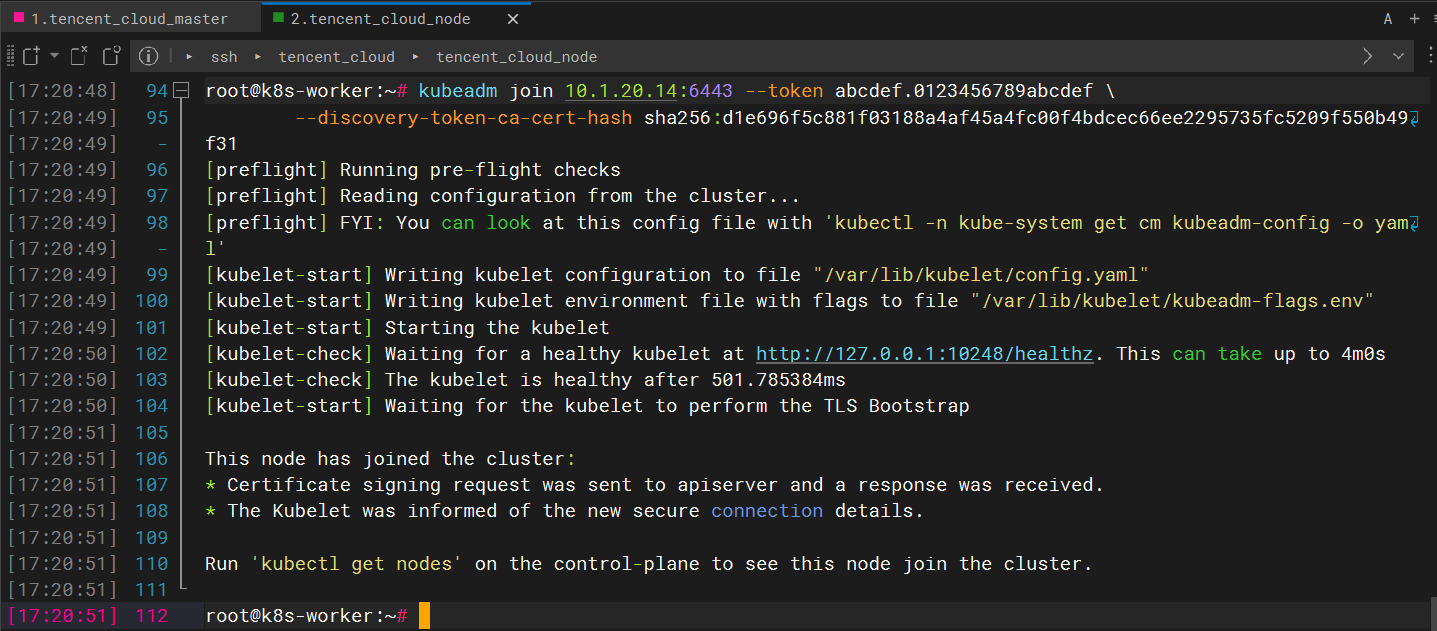 1.tencent_cloud_master
2.tencent_cloud_node
A
ssh
tencent_cloud
tencent_cloud_node
[17:20:48] 94 root@k8s-worker:~# kubeadm join 10.1.20.14:6443 --token abcdef.0123456789abcdef \
[17:20:49] 95 --discovery-token-ca-cert-hash sha256:d1e696f5c881f03188a4af45a4fc00f4bdcec66ee2295735fc5209f550b49
[17:20:49] - f31
[17:20:49] 96 [preflight] Running pre-flight checks
[17:20:49] 97 [preflight] Reading configuration from the cluster...
[17:20:49] 98 [preflight] FYI: You can look at this config file with 'kubectl -n kube-system get cm kubeadm-config -o yam
[17:20:49] - l'
[17:20:49] 99 [kubelet-start] Writing kubelet configuration to file "/var/lib/kubelet/config.yaml"
[17:20:49] 100 [kubelet-start] Writing kubelet environment file with flags to file "/var/lib/kubelet/kubeadm-flags.env"
[17:20:49] 101 [kubelet-start] Starting the kubelet
[17:20:50] 102 [kubelet-check] Waiting for a healthy kubelet at http://127.0.0.1:10248/healthz. This can take up to 4m0s
[17:20:50] 103 [kubelet-check] The kubelet is healthy after 501.785384ms
[17:20:50] 104 [kubelet-start] Waiting for the kubelet to perform the TLS Bootstrap
[17:20:51] 105
[17:20:51] 106 This node has joined the cluster:
[17:20:51] 107 * Certificate signing request was sent to apiserver and a response was received.
[17:20:51] 108 * The Kubelet was informed of the new secure connection details.
[17:20:51] 109
[17:20:51] 110 Run 'kubectl get nodes' on the control-plane to see this node join the cluster.
[17:20:51] 111
[17:20:51] 112 root@k8s-worker:~#